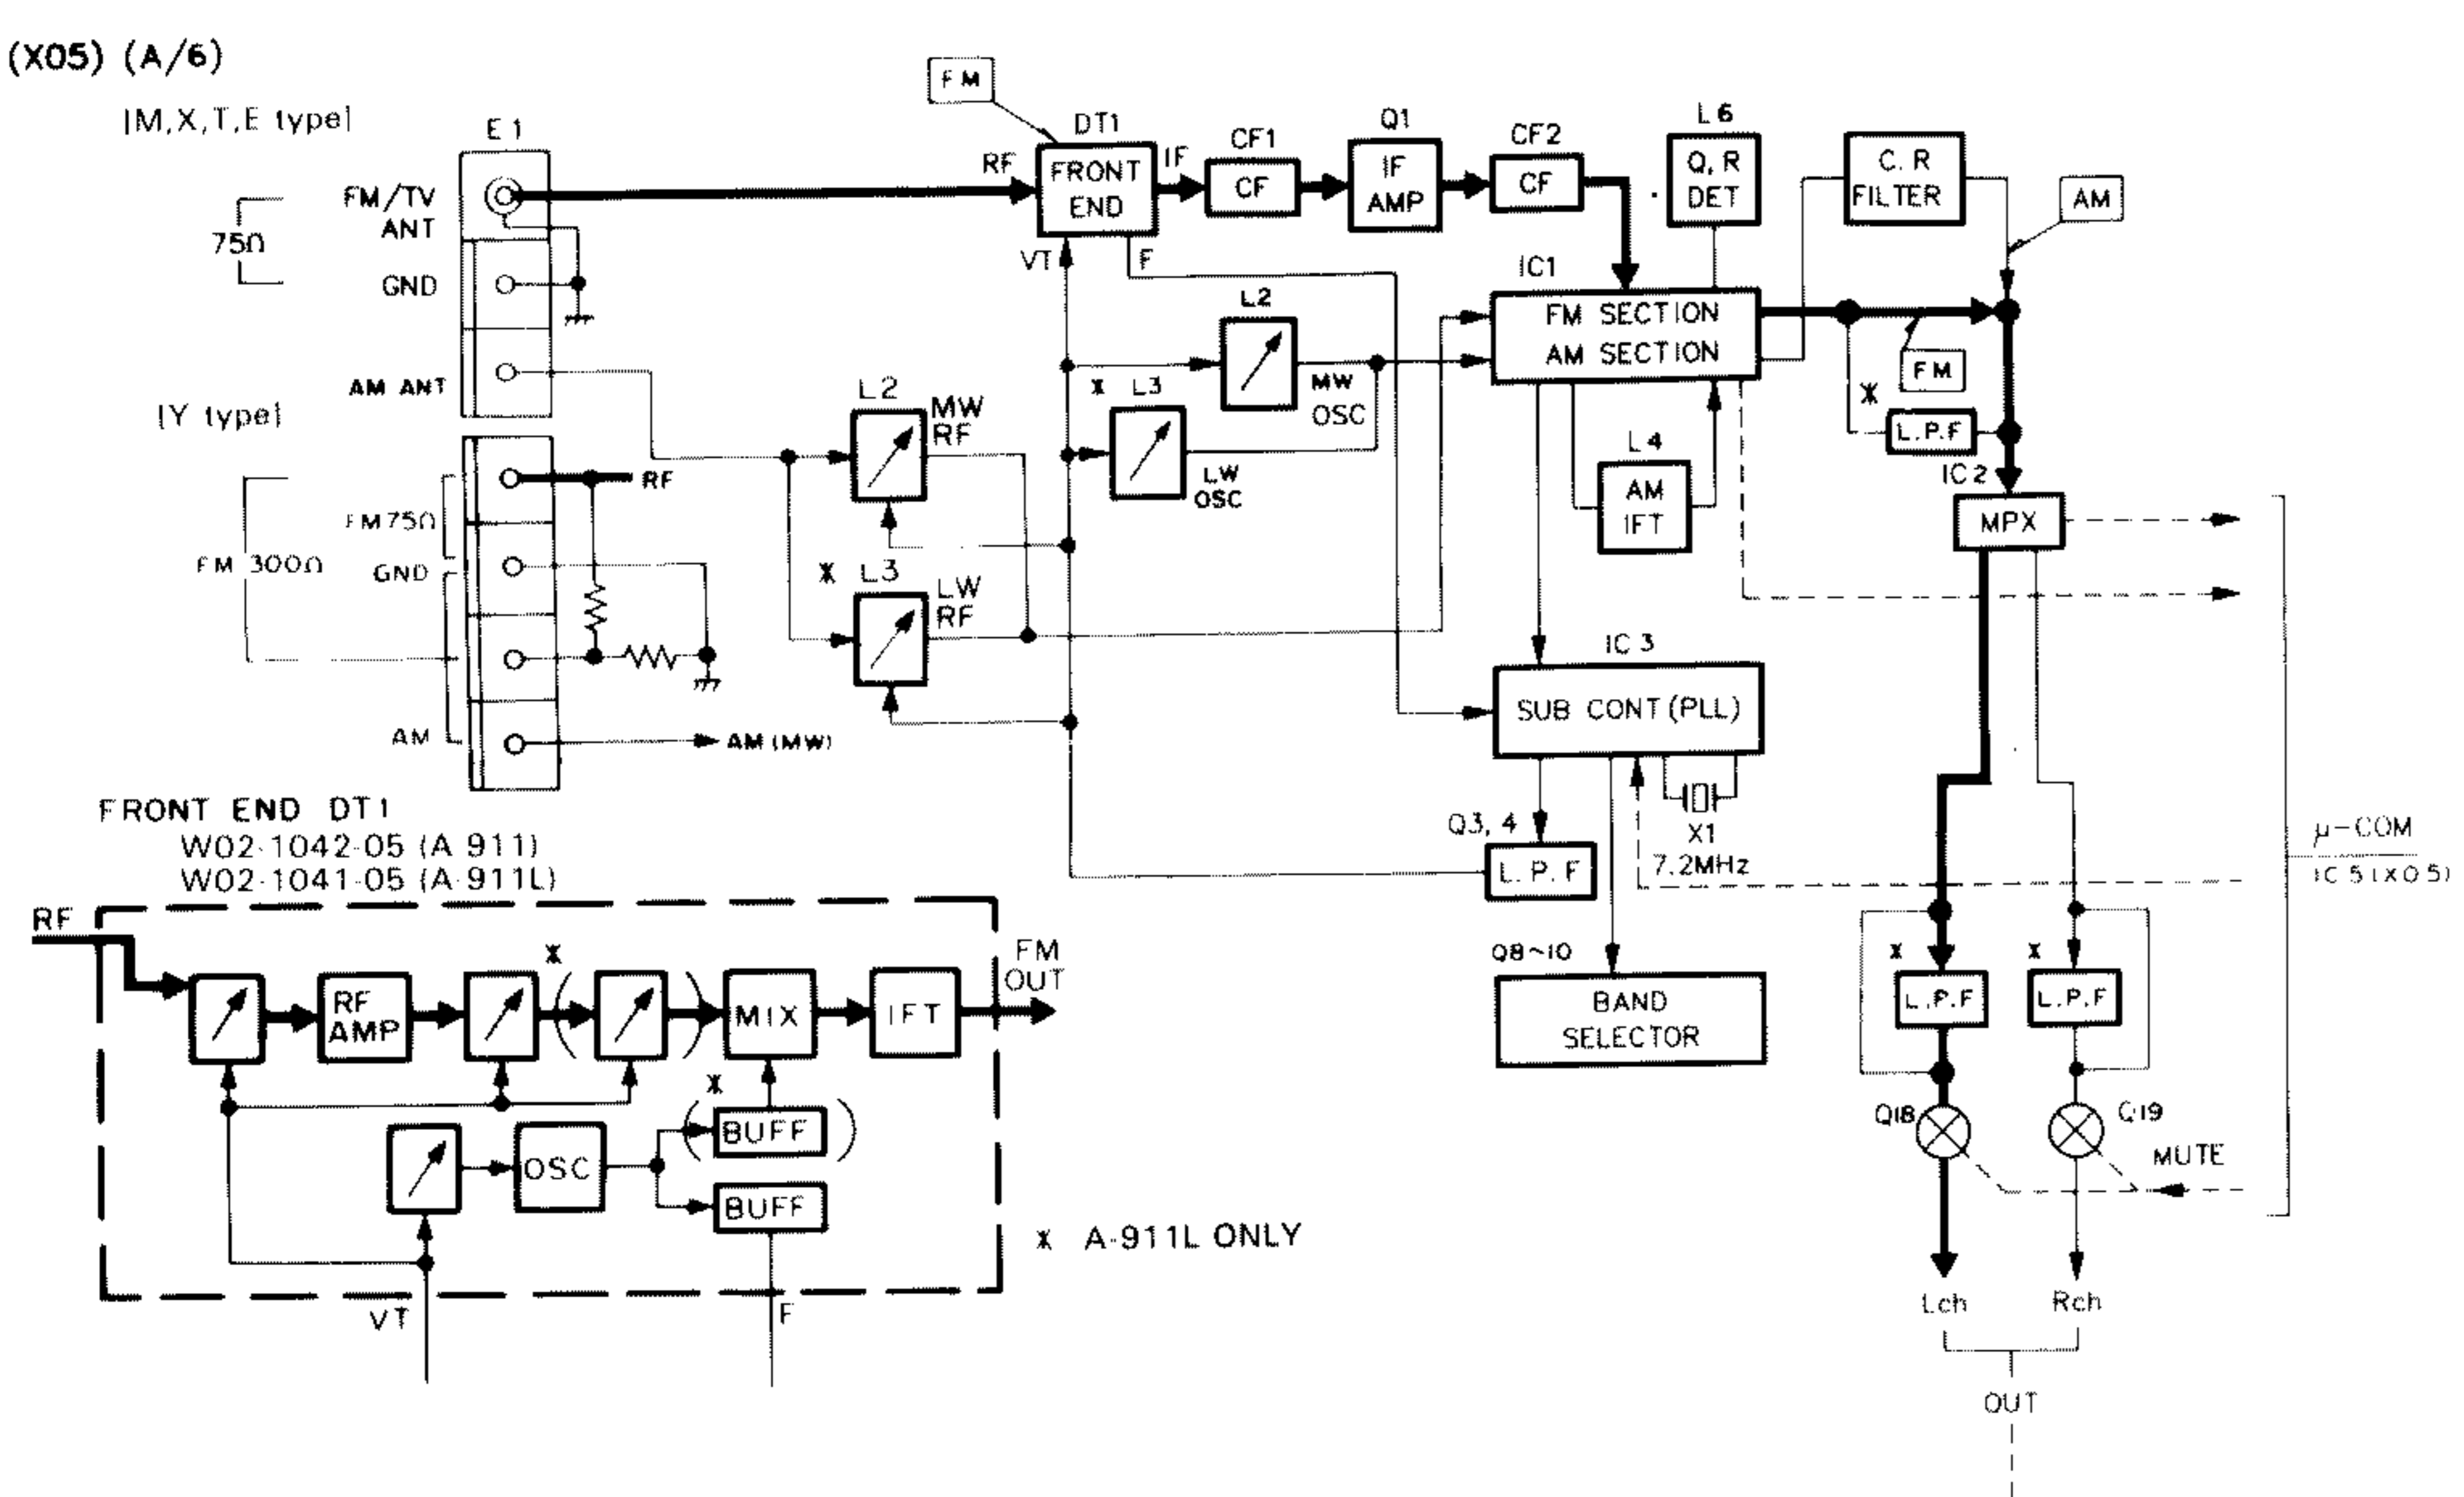 (X05) (A/6)
[M,X,T,E type]
E1
FM/TV
ANT
75Ω
GND
AM ANT
[Y type]
RF
FM 75Ω
FM 300Ω
GND
AM
AM (MW)
FM
DT1
RF
FRONT
END
IF
VT
F
CF1
CF
Q1
IF
AMP
CF2
CF
L6
Q,R
DET
C.R
FILTER
AM
IC1
FM SECTION
AM SECTION
FM
L2
MW
OSC
* L3
LW
OSC
L2
MW
RF
* L3
LW
RF
L4
AM
IFT
*
L.P.F
IC2
MPX
IC 3
SUB CONT (PLL)
Q3, 4
L.P.F
X1
7.2MHz
Q8~10
BAND
SELECTOR
μ-COM
IC5 (X05)
*
L.P.F
*
L.P.F
Q18
Q19
MUTE
Lch
Rch
OUT
FRONT END DT1
W02-1042-05 (A-911)
W02-1041-05 (A-911L)
RF
RF
AMP
*
MIX
IFT
FM
OUT
*
(BUFF)
OSC
BUFF
VT
F
* A-911L ONLY